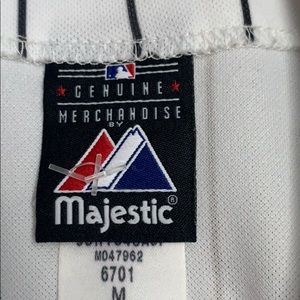 GENUINE
MERCHANDISE
BY
Majestic®
M047962
6701
M